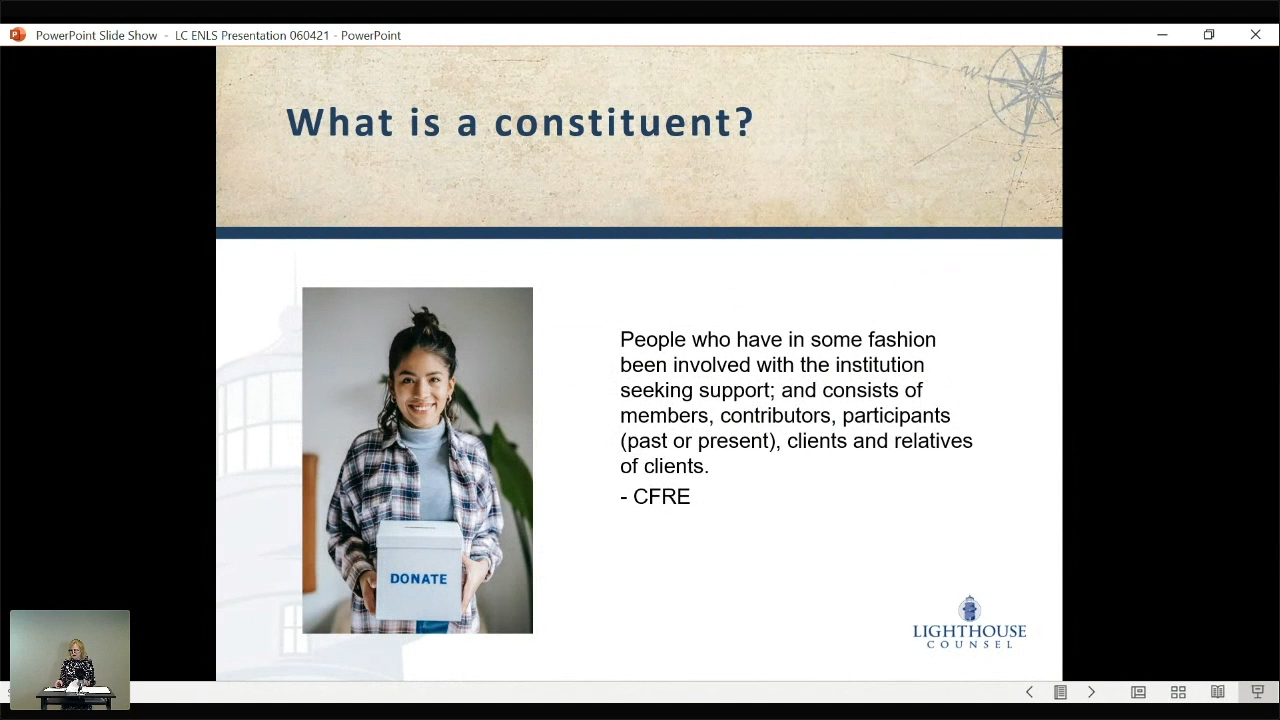 PowerPoint Slide Show - LC ENLS Presentation 060421 - PowerPoint
W
S
What is a constituent?
People who have in some fashion
been involved with the institution
seeking support; and consists of
members, contributors, participants
(past or present), clients and relatives
of clients.
- CFRE
DONATE
LIGHTHOUSE
COUNSEL